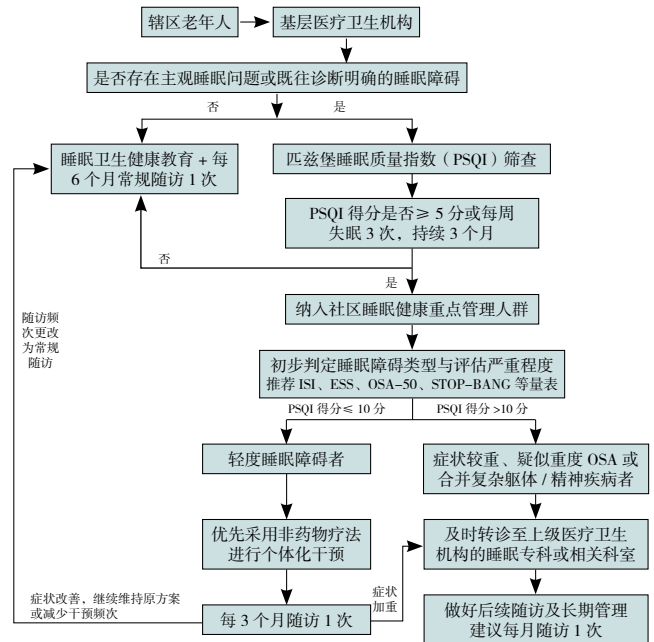 辖区老年人
基层医疗卫生机构
是否存在主观睡眠问题或既往诊断明确的睡眠障碍
否
是
睡眠卫生健康教育 + 每
6 个月常规随访 1 次
匹兹堡睡眠质量指数（PSQI）筛查
PSQI 得分是否≥ 5 分或每周
失眠 3 次，持续 3 个月
否
是
纳入社区睡眠健康重点管理人群
随访频
次更改
为常规
随访
初步判定睡眠障碍类型与评估严重程度
推荐 ISI、ESS、OSA-50、STOP-BANG 等量表
PSQI 得分≤ 10 分
PSQI 得分 >10 分
轻度睡眠障碍者
症状较重、疑似重度 OSA 或
合并复杂躯体 / 精神疾病者
优先采用非药物疗法
进行个体化干预
及时转诊至上级医疗卫生
机构的睡眠专科或相关科室
症状改善，继续维持原方案
或减少干预频次
症状
加重
每 3 个月随访 1 次
做好后续随访及长期管理
建议每月随访 1 次